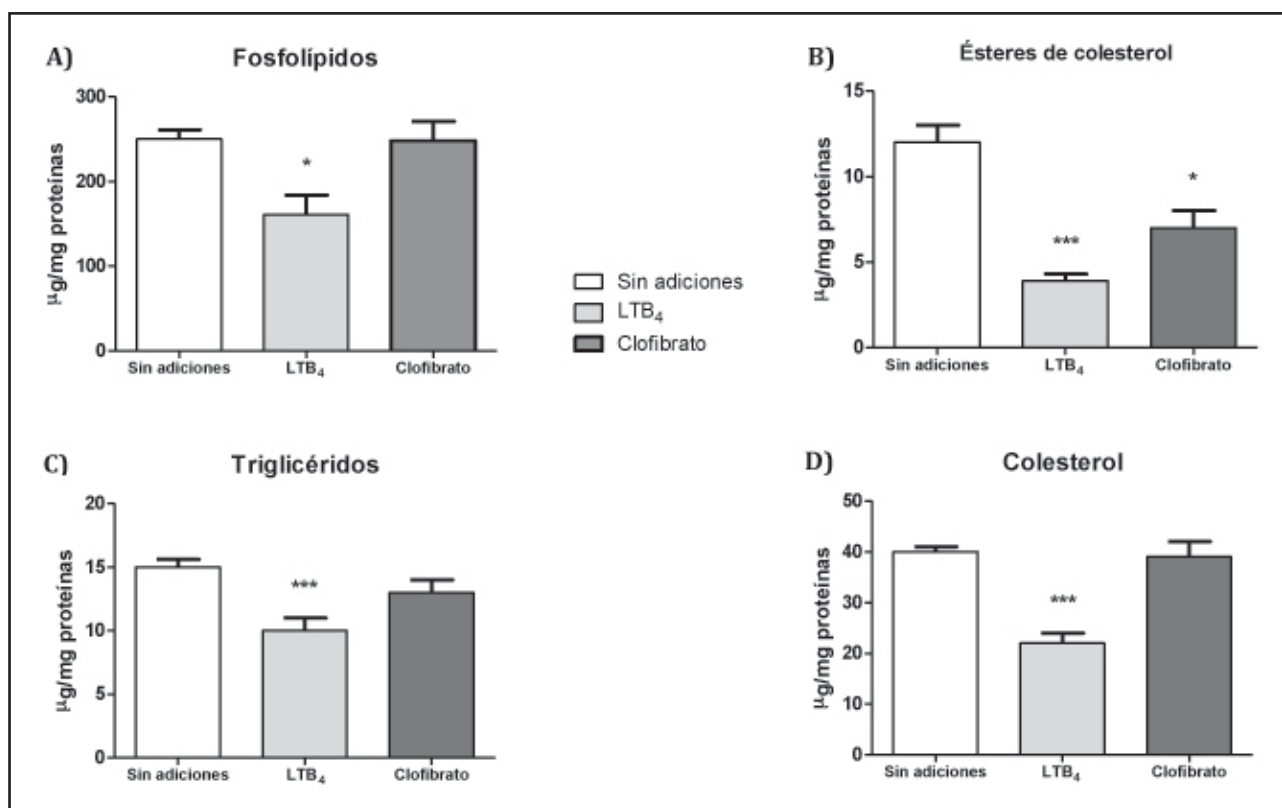 A)
Fosfolípidos
300
200
100
0
µg/mg proteínas
*
Sin adiciones
LTB4
Clofibrato
B)
Ésteres de colesterol
15
10
5
0
µg/mg proteínas
***
*
Sin adiciones
LTB4
Clofibrato
Sin adiciones
LTB4
Clofibrato
C)
Triglicéridos
20
15
10
5
0
µg/mg proteínas
***
Sin adiciones
LTB4
Clofibrato
D)
Colesterol
50
40
30
20
10
0
µg/mg proteínas
***
Sin adiciones
LTB4
Clofibrato